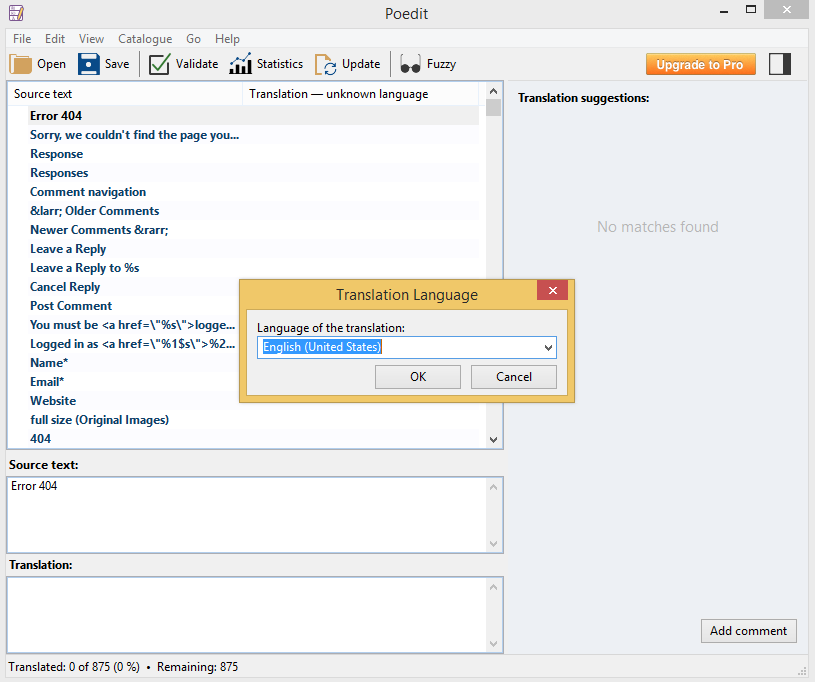 Poedit
File Edit View Catalogue Go Help
Open Save Validate Statistics Update Fuzzy Upgrade to Pro
Source text Translation — unknown language
Error 404
Sorry, we couldn't find the page you...
Response
Responses
Comment navigation
&larr; Older Comments
Newer Comments &rarr;
Leave a Reply
Leave a Reply to %s
Cancel Reply
Post Comment
You must be <a href=\"%s\">logge...
Logged in as <a href=\"%1$s\">%2...
Name*
Email*
Website
full size (Original Images)
404
Translation suggestions:
No matches found
Translation Language
Language of the translation:
English (United States)
OK Cancel
Source text:
Error 404
Translation:
Add comment
Translated: 0 of 875 (0 %) • Remaining: 875